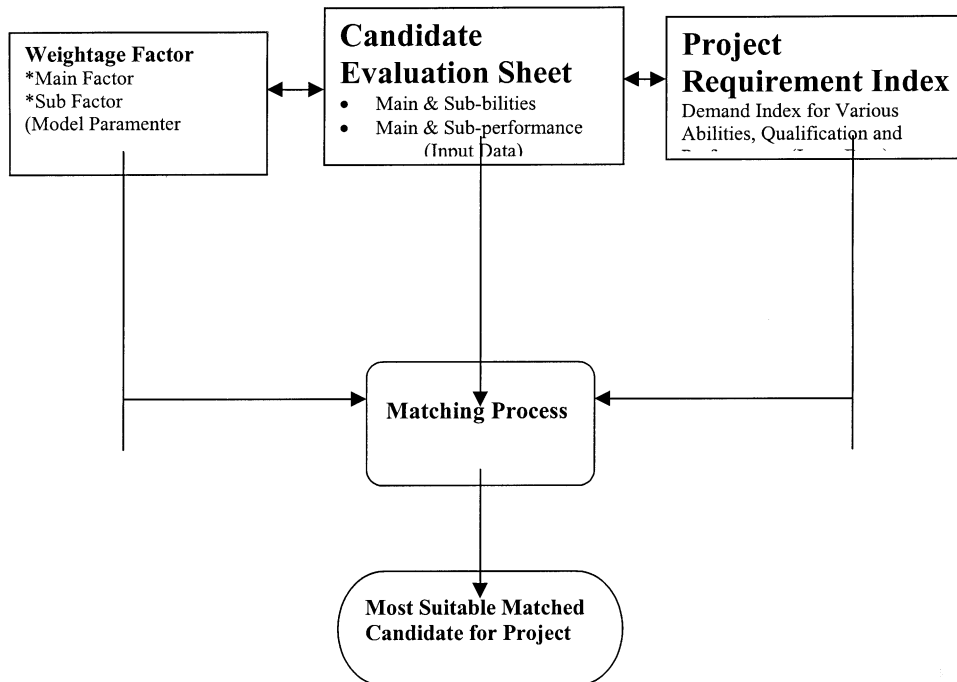 Weightage Factor
*Main Factor
*Sub Factor
(Model Paramenter
Candidate
Evaluation Sheet
• Main & Sub-bilities
• Main & Sub-performance
(Input Data)
Project
Requirement Index
Demand Index for Various
Abilities, Qualification and
Matching Process
Most Suitable Matched
Candidate for Project